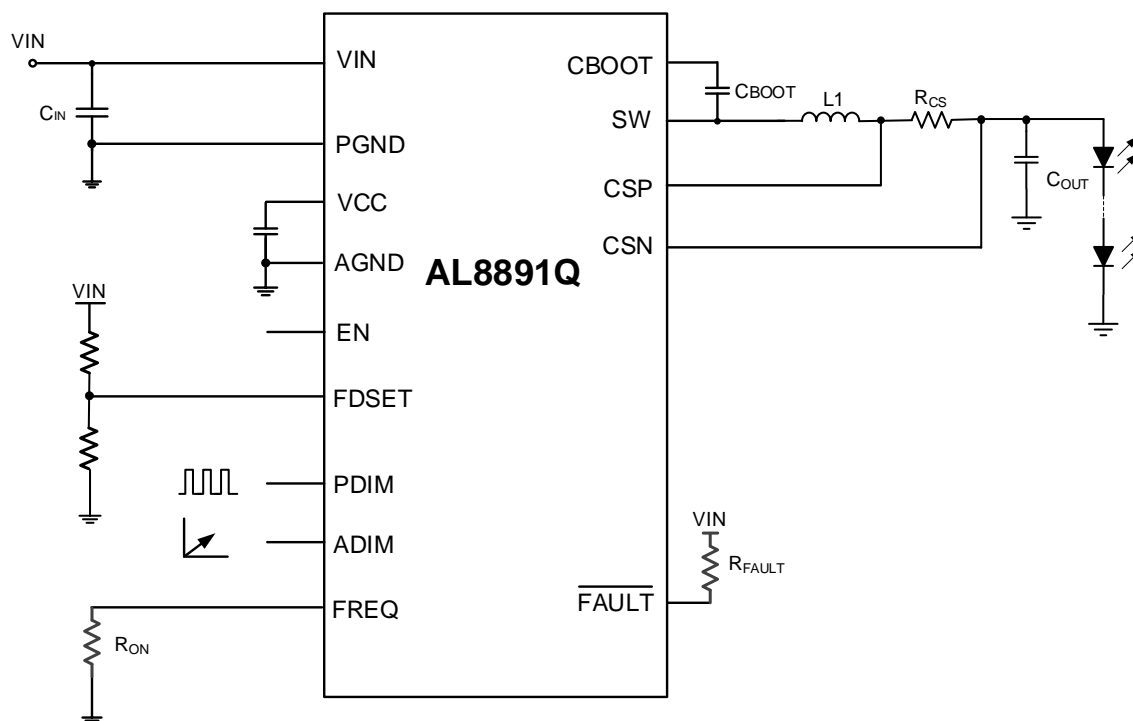 VIN
VIN
CBOOT
CIN
CBOOT
L1
RCS
SW
PGND
COUT
CSP
VCC
CSN
AGND
AL8891Q
VIN
EN
FDSET
PDIM
VIN
ADIM
RFAULT
FAULT
FREQ
RON